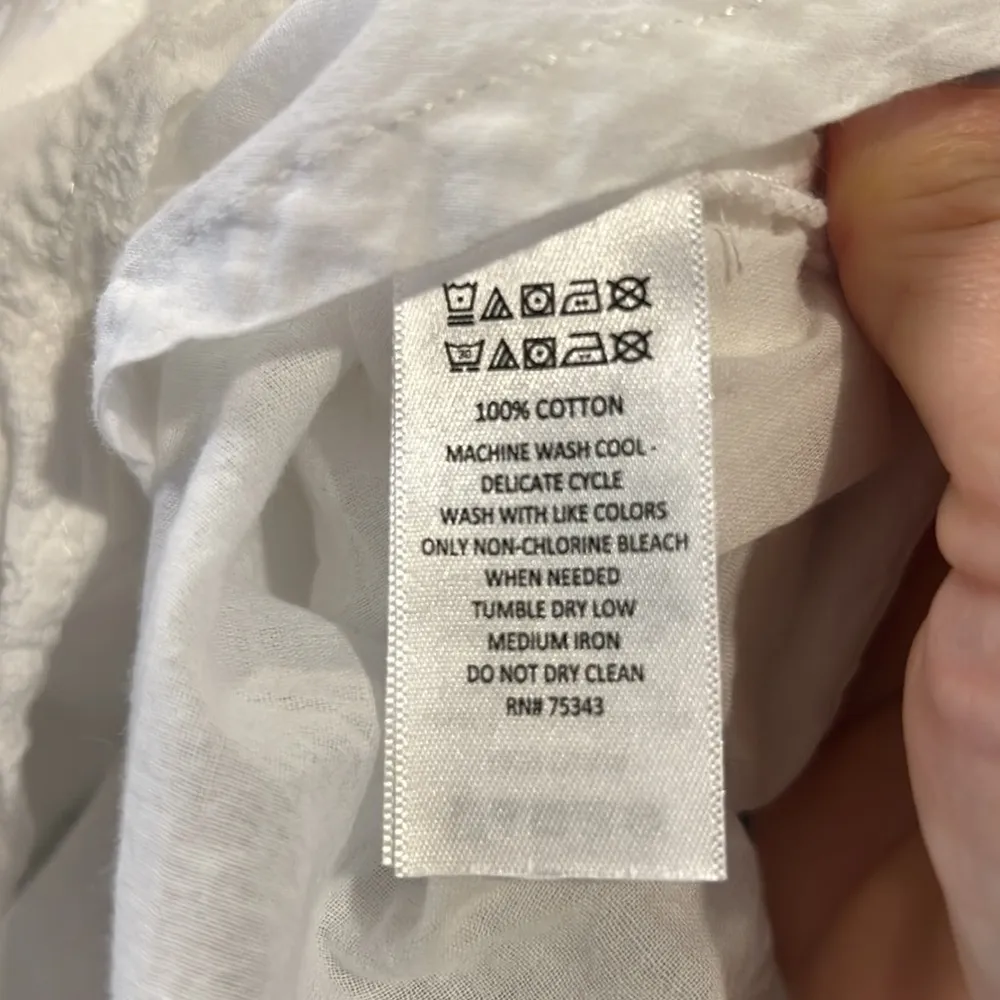 30
100% COTTON
MACHINE WASH COOL -
DELICATE CYCLE
WASH WITH LIKE COLORS
ONLY NON-CHLORINE BLEACH
WHEN NEEDED
TUMBLE DRY LOW
MEDIUM IRON
DO NOT DRY CLEAN
RN# 75343